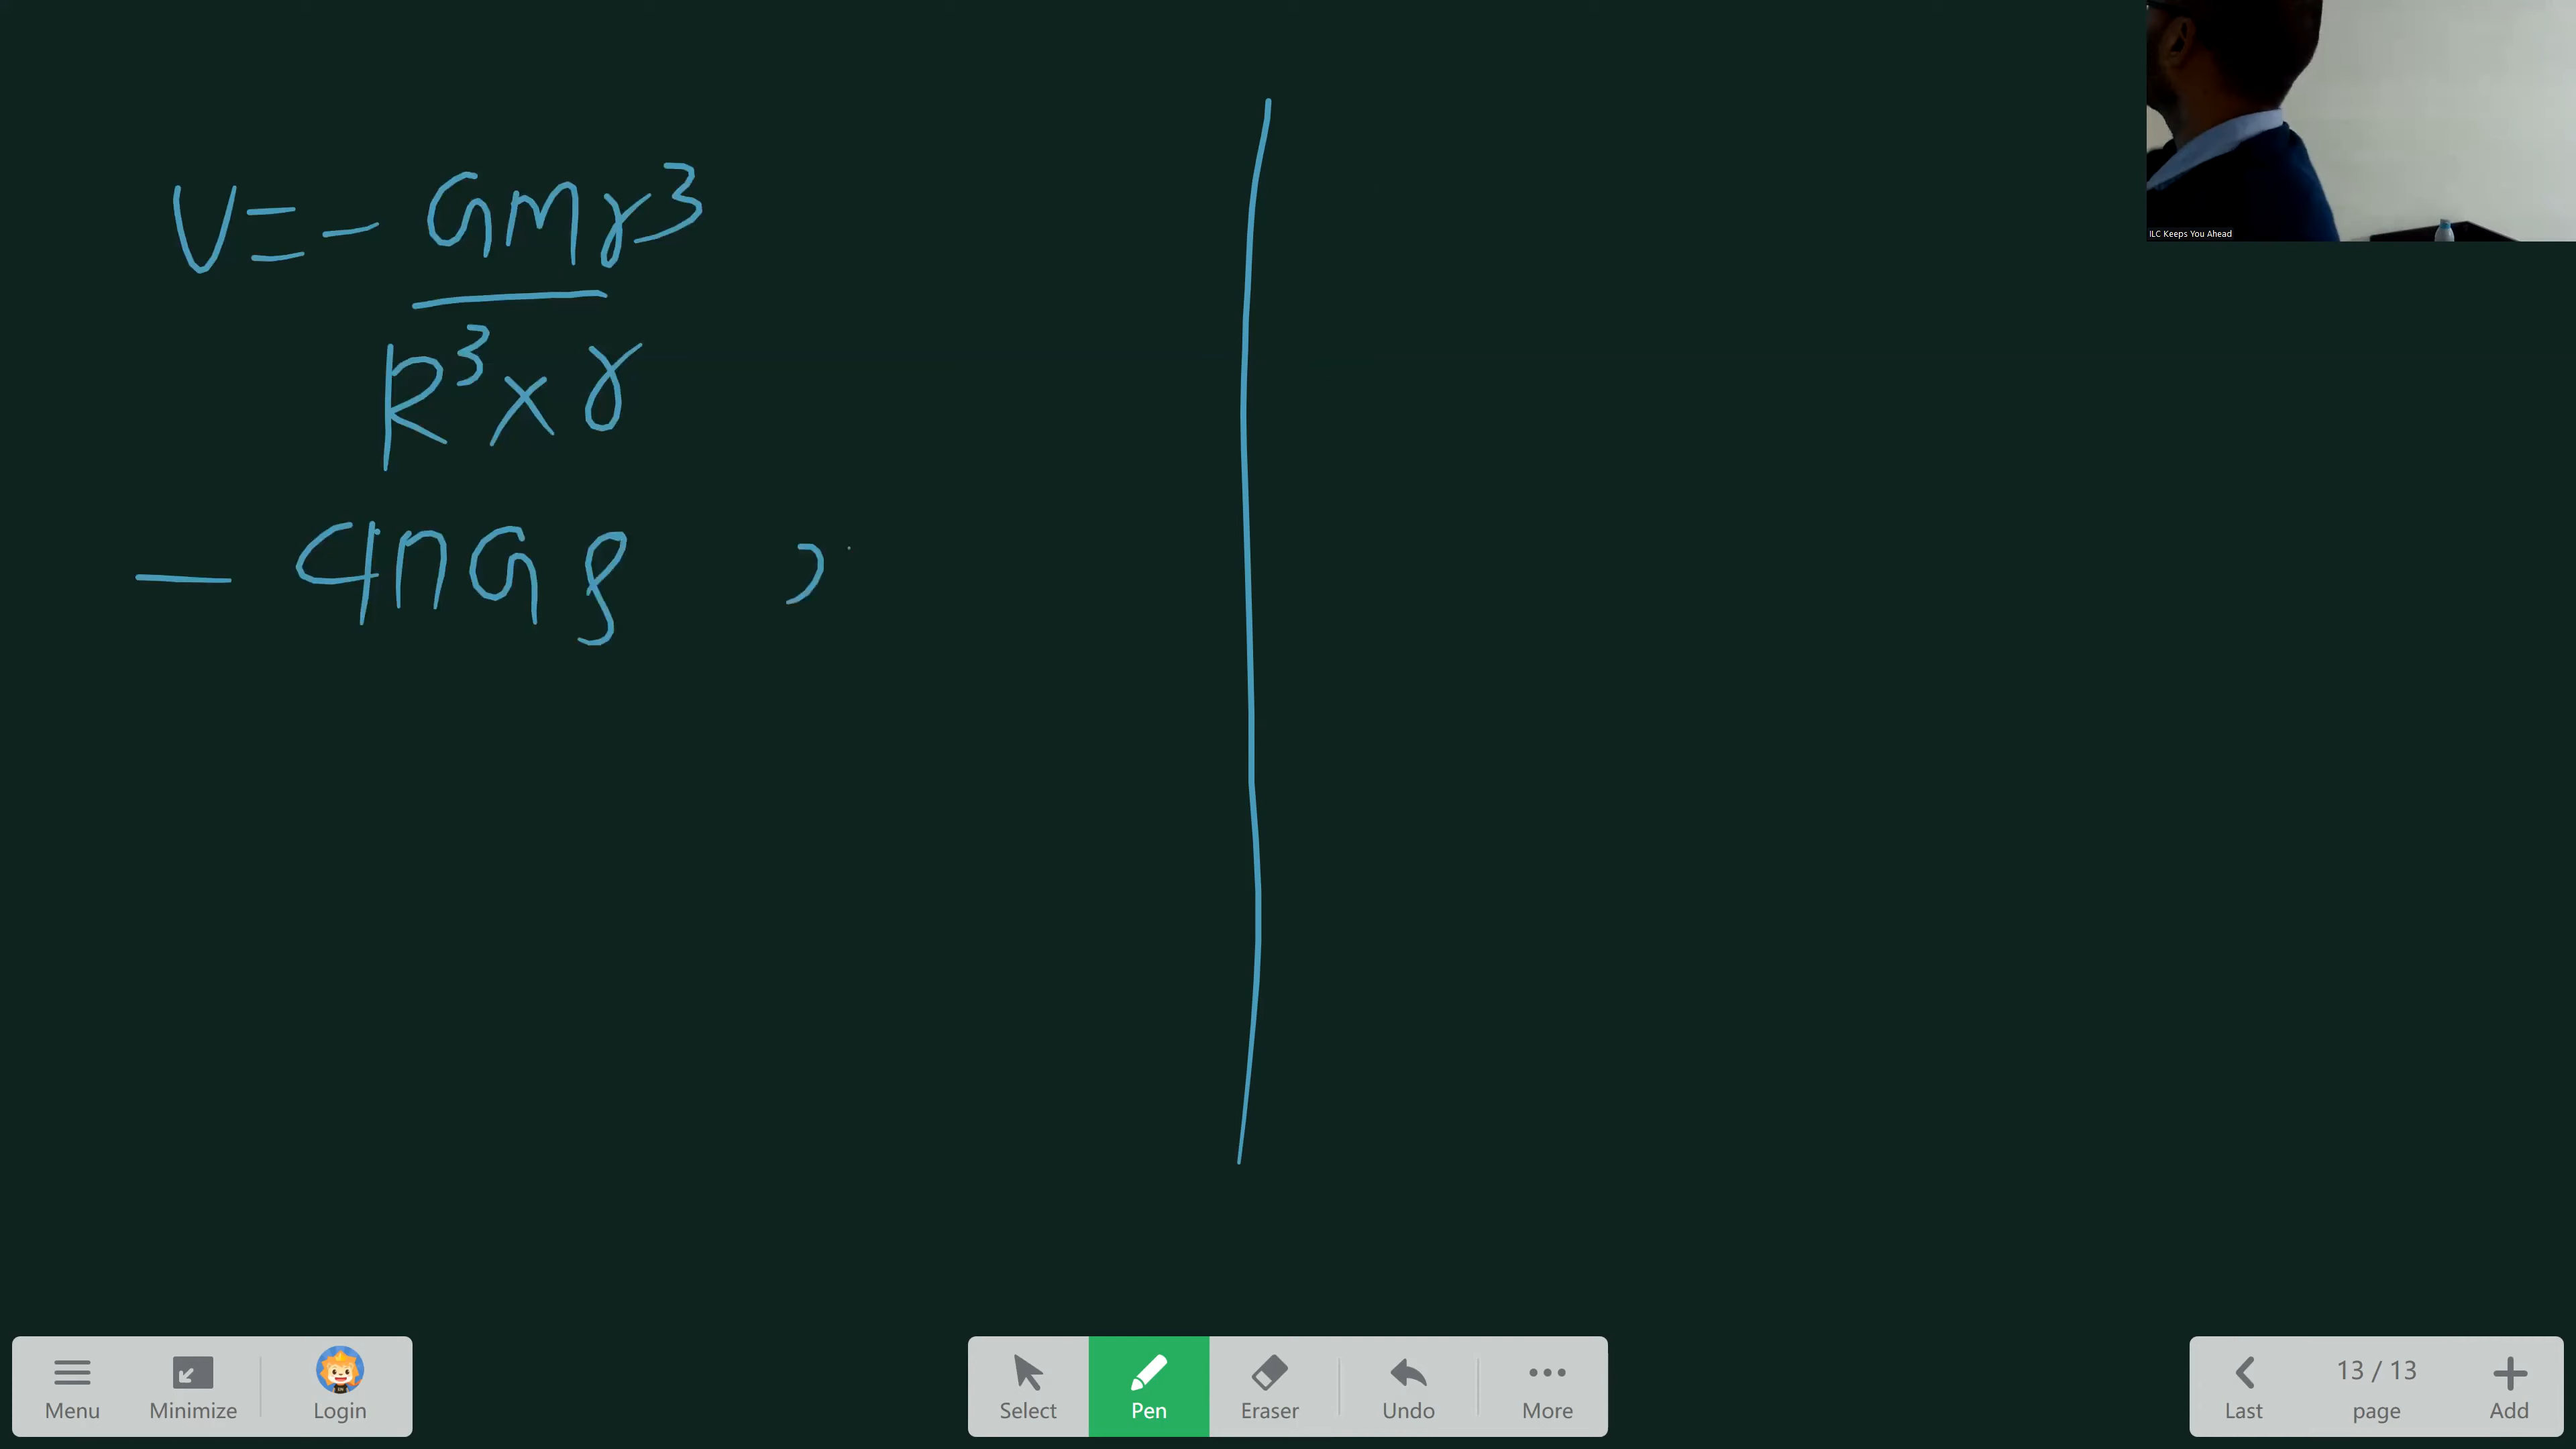 V = - GMr³
R³ x r
ILC Keeps You Ahead
- 4πGρ
Menu
Minimize
Login
Select
Pen
Eraser
Undo
More
Last
13 / 13
page
Add